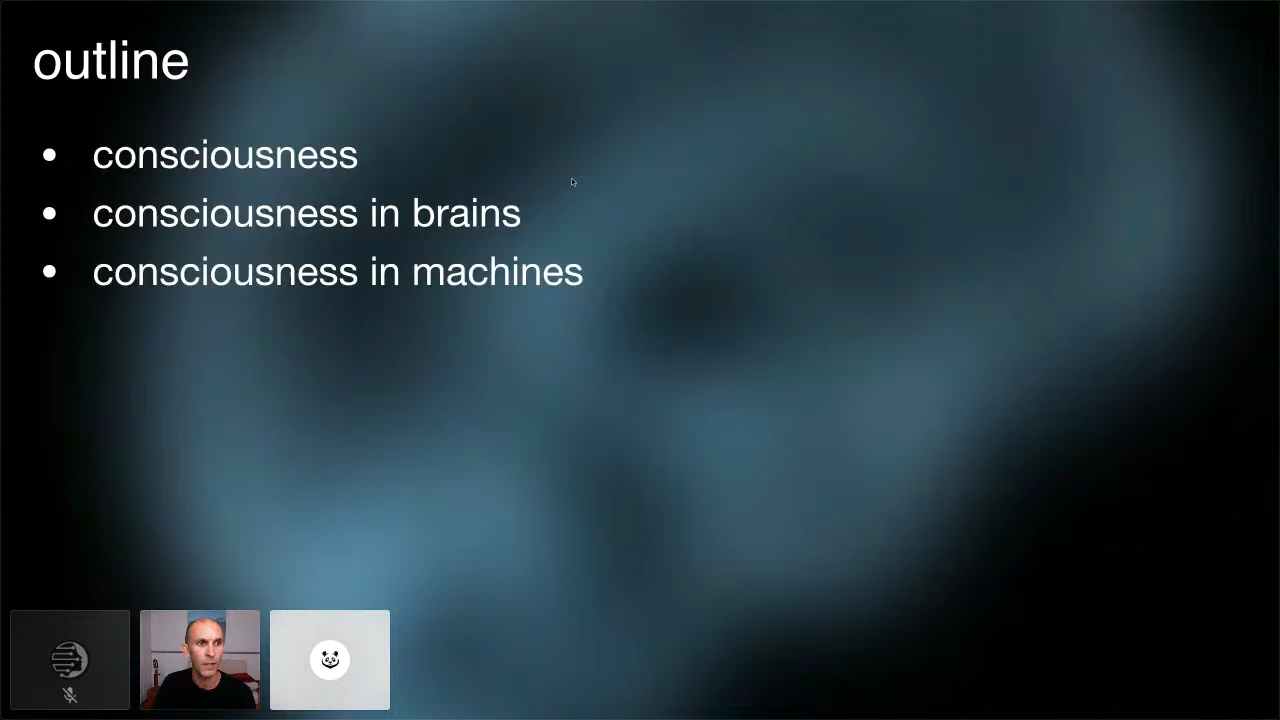 outline
• consciousness
• consciousness in brains
• consciousness in machines